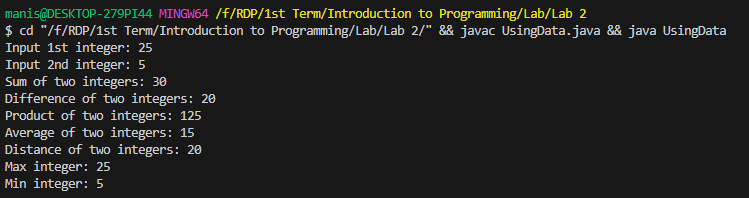 manis@DESKTOP-279PI44 MINGW64 /f/RDP/1st Term/Introduction to Programming/Lab/Lab 2
$ cd "/f/RDP/1st Term/Introduction to Programming/Lab/Lab 2/" && javac UsingData.java && java UsingData
Input 1st integer: 25
Input 2nd integer: 5
Sum of two integers: 30
Difference of two integers: 20
Product of two integers: 125
Average of two integers: 15
Distance of two integers: 20
Max integer: 25
Min integer: 5